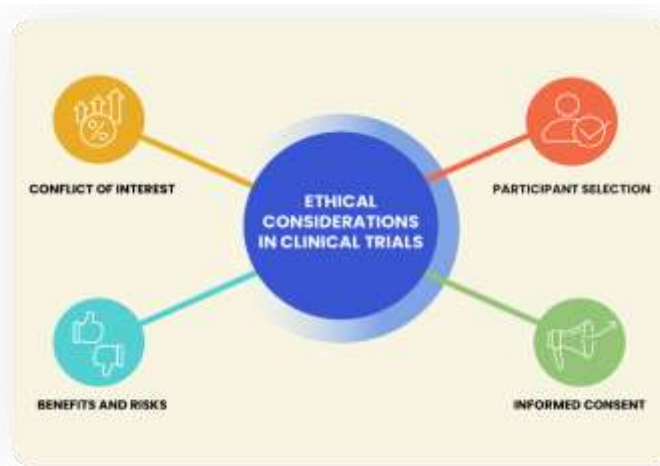 CONFLICT OF INTEREST
PARTICIPANT SELECTION
ETHICAL
CONSIDERATIONS
IN CLINICAL TRIALS
BENEFITS AND RISKS
INFORMED CONSENT
%